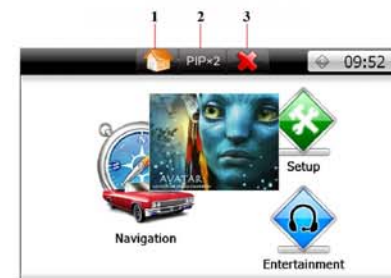 1 2 3
PIP×2 09:52
AVATAR
Setup
Navigation
Entertainment